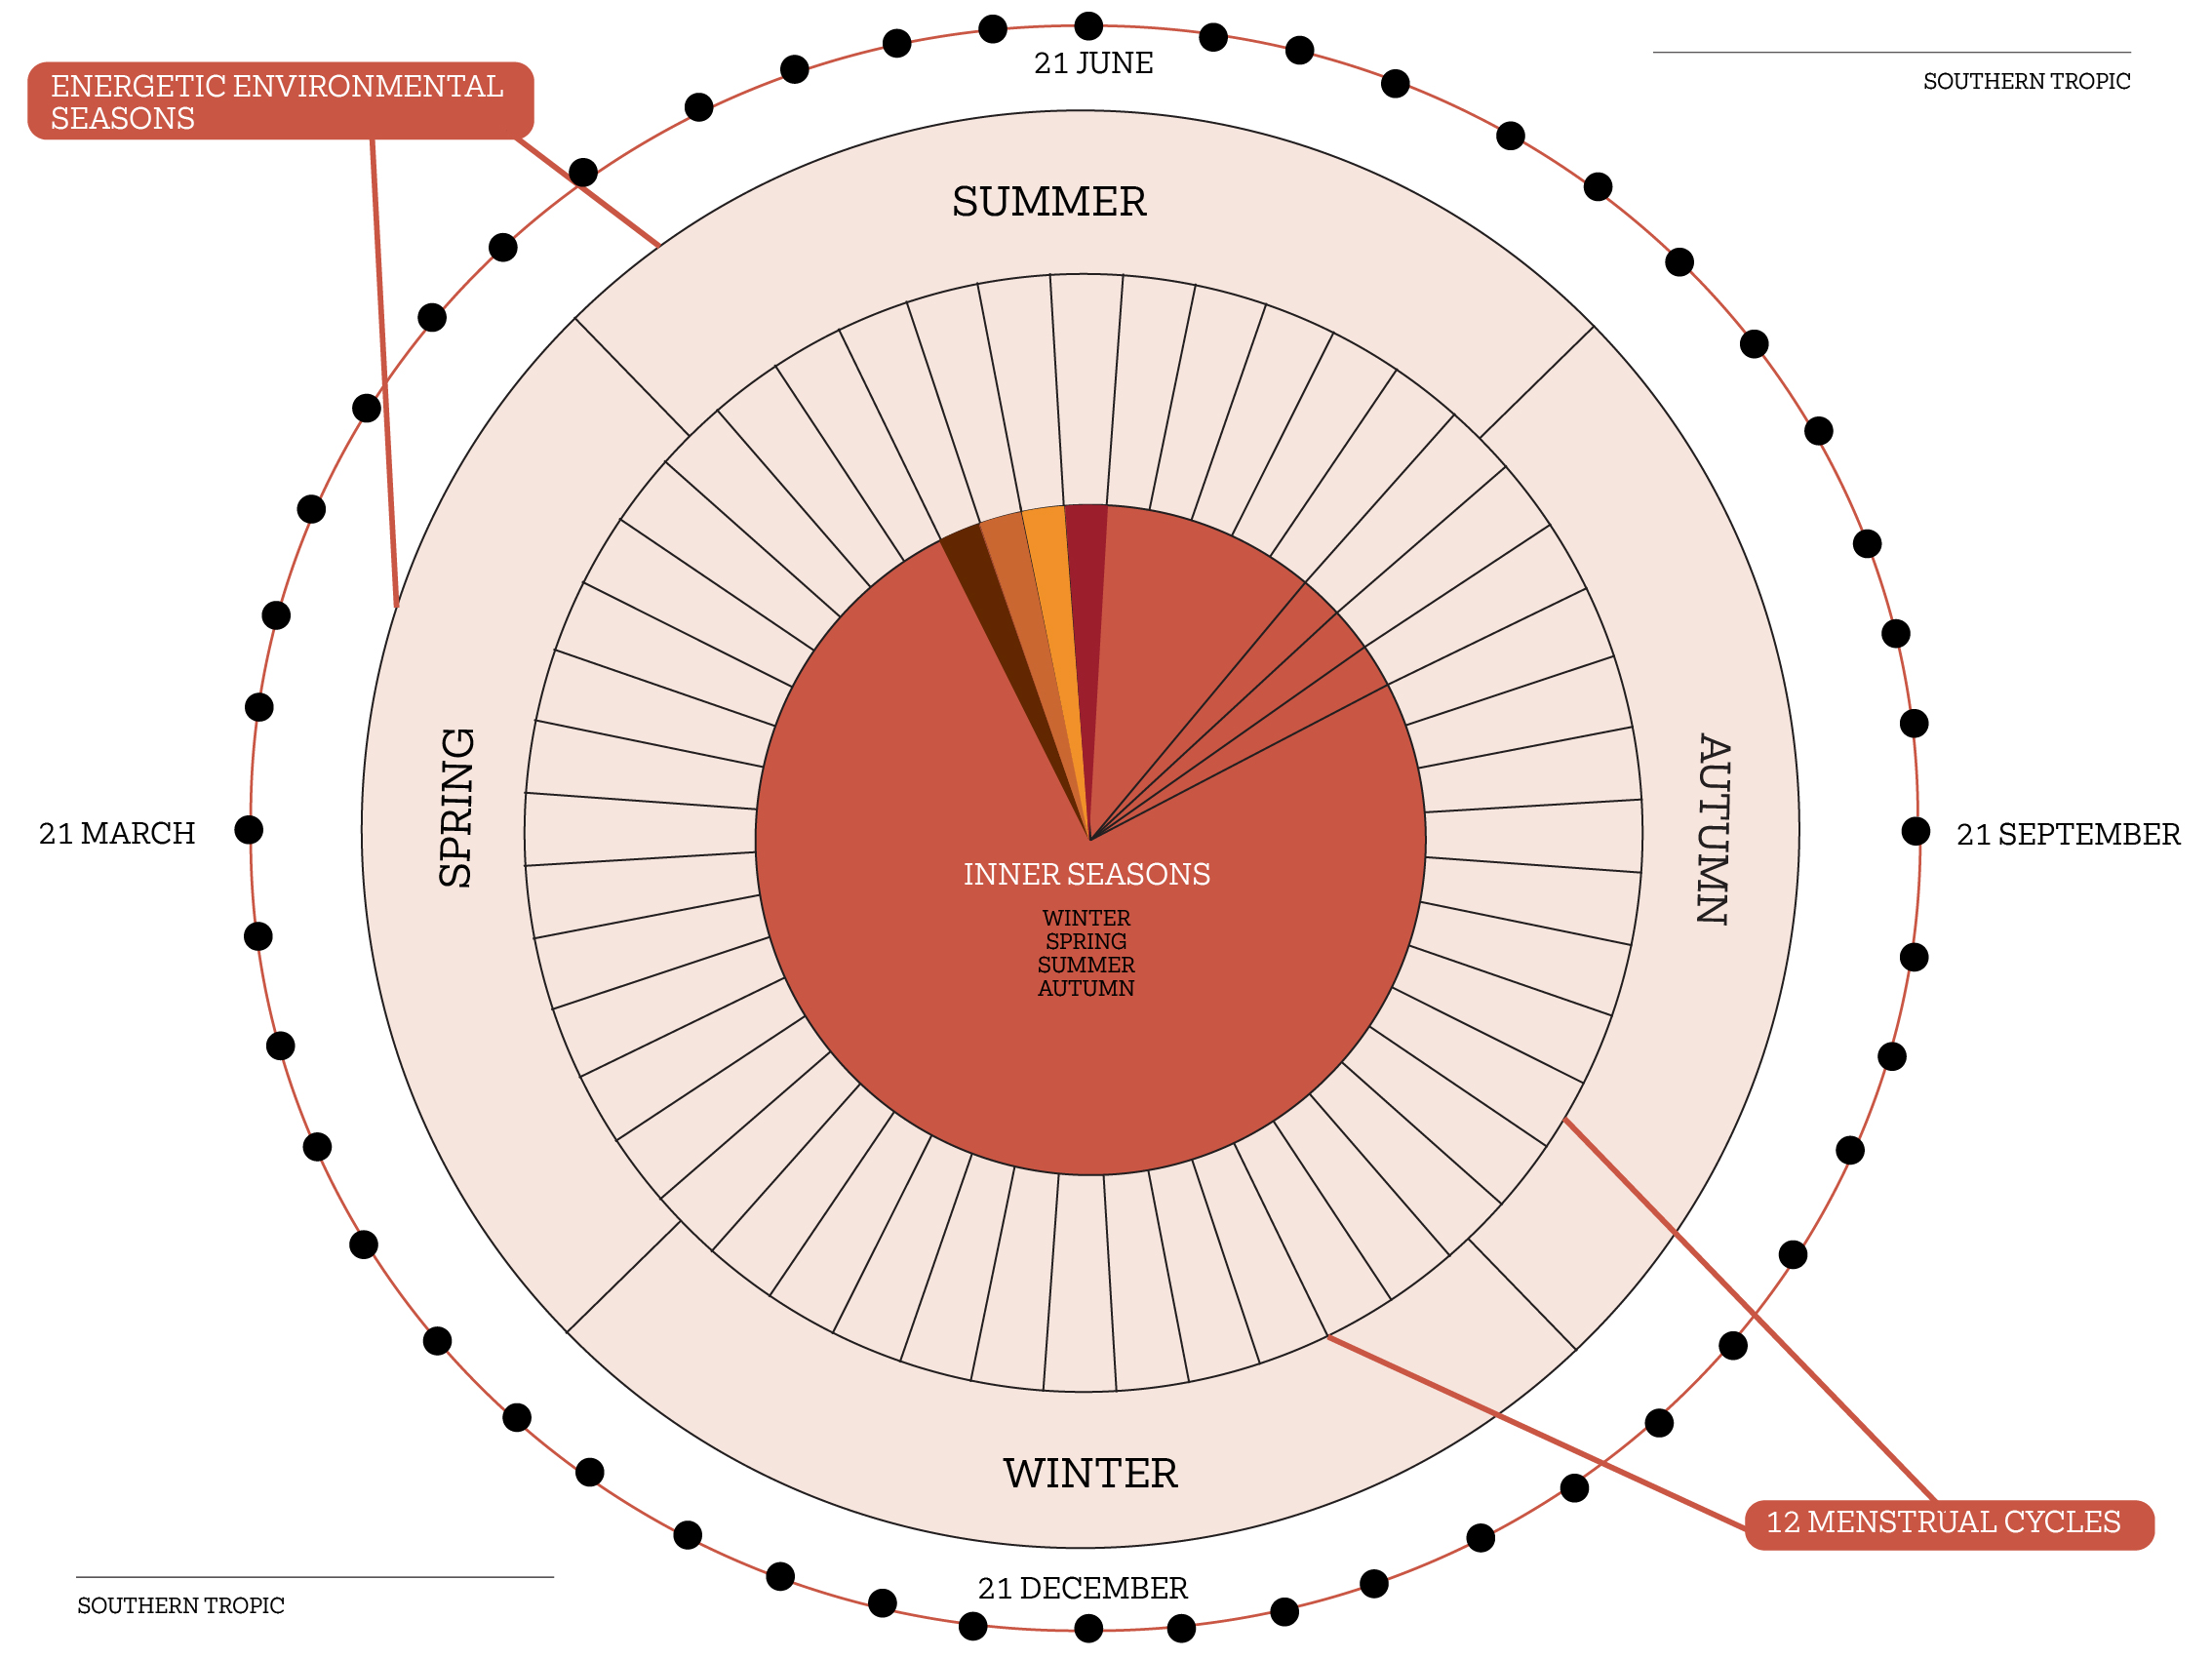 21 JUNE
SOUTHERN TROPIC
ENERGETIC ENVIRONMENTAL
SEASONS
SUMMER
SPRING
AUTUMN
21 MARCH
21 SEPTEMBER
INNER SEASONS
WINTER
SPRING
SUMMER
AUTUMN
WINTER
12 MENSTRUAL CYCLES
21 DECEMBER
SOUTHERN TROPIC